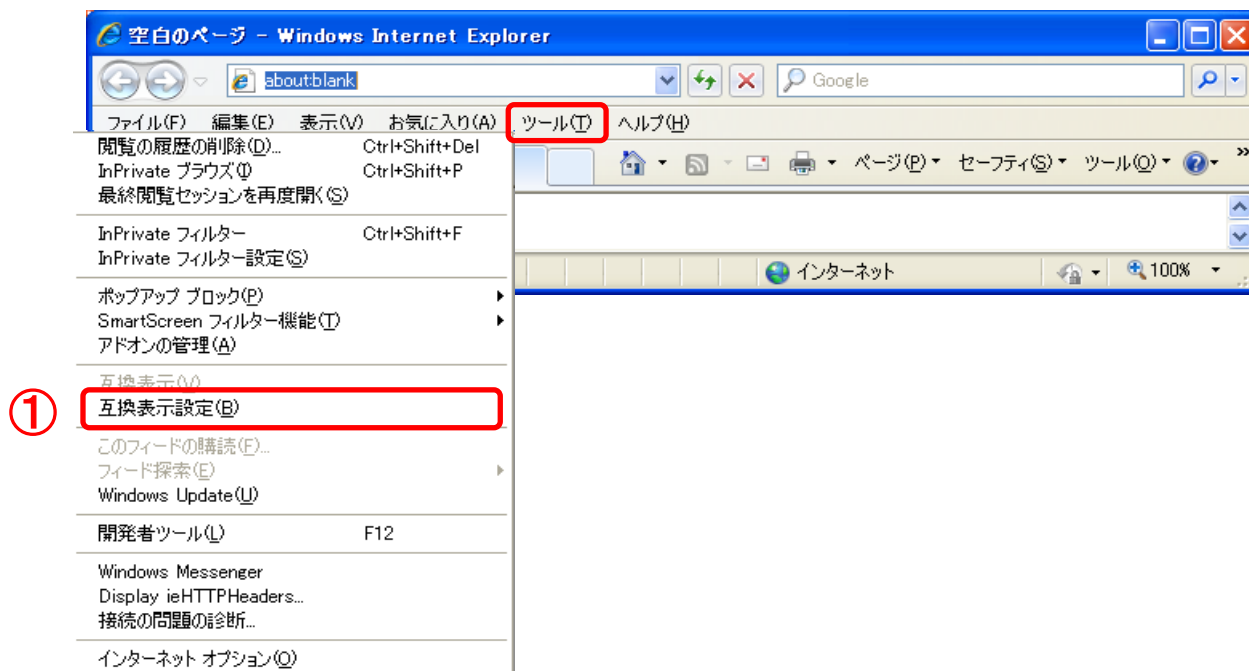 空白のページ - Windows Internet Explorer
about:blank
Google
ファイル(F) 編集(E) 表示(V) お気に入り(A) ツール(T) ヘルプ(H)
ページ(P) セーフティ(S) ツール(O)
閲覧の履歴の削除(D)... Ctrl+Shift+Del
InPrivate ブラウズ(I) Ctrl+Shift+P
最終閲覧セッションを再度開く(S)
InPrivate フィルター Ctrl+Shift+F
InPrivate フィルター設定(S)
インターネット 100%
ポップアップ ブロック(P)
SmartScreen フィルター機能(T)
アドオンの管理(A)
互換表示(V)
① 互換表示設定(B)
このフィードの購読(F)...
フィード探索(E)
Windows Update(U)
開発者ツール(L) F12
Windows Messenger
Display ieHTTPHeaders...
接続の問題の診断...
インターネット オプション(O)